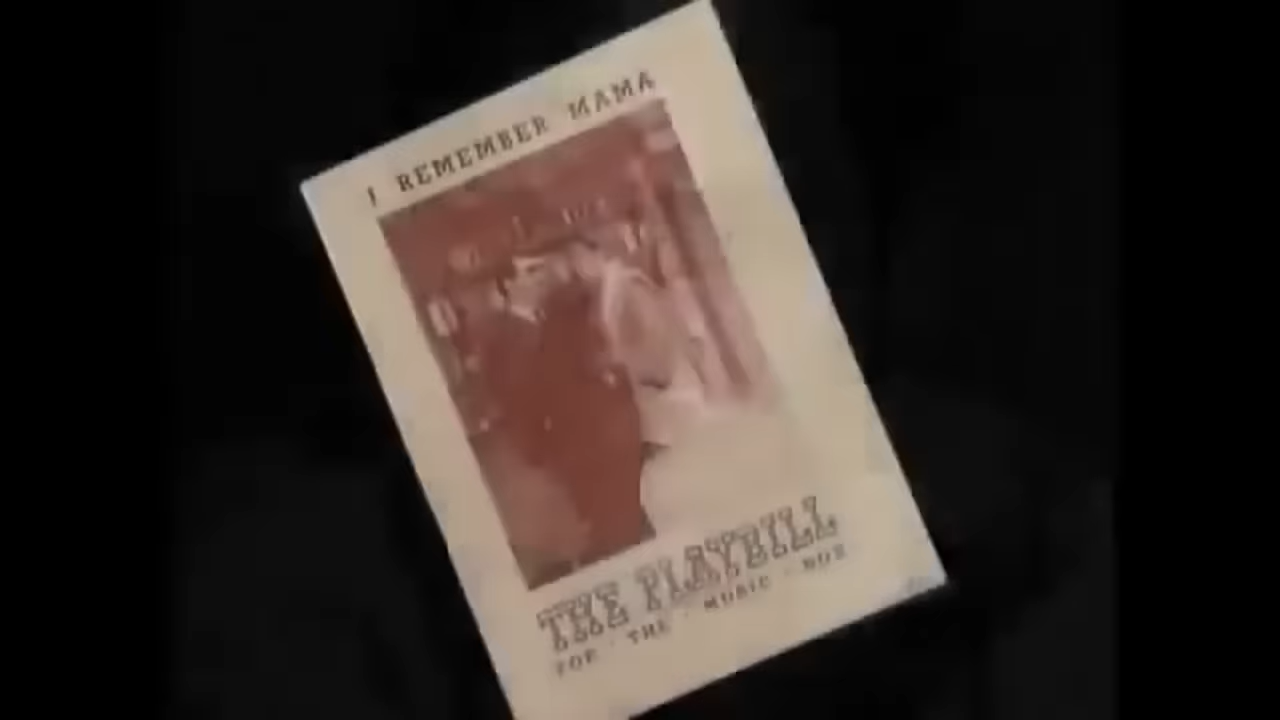 I REMEMBER MAMA
THE PLAYBILL
FOR · THE · MUSIC · BOX